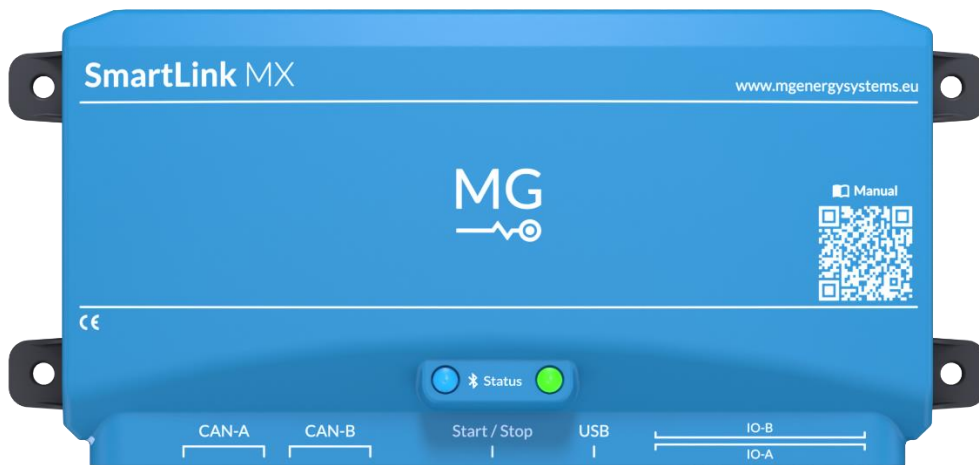 SmartLink MX
www.mgenergysystems.eu
MG
Manual
CE
Status
CAN-A CAN-B Start / Stop USB IO-B
IO-A